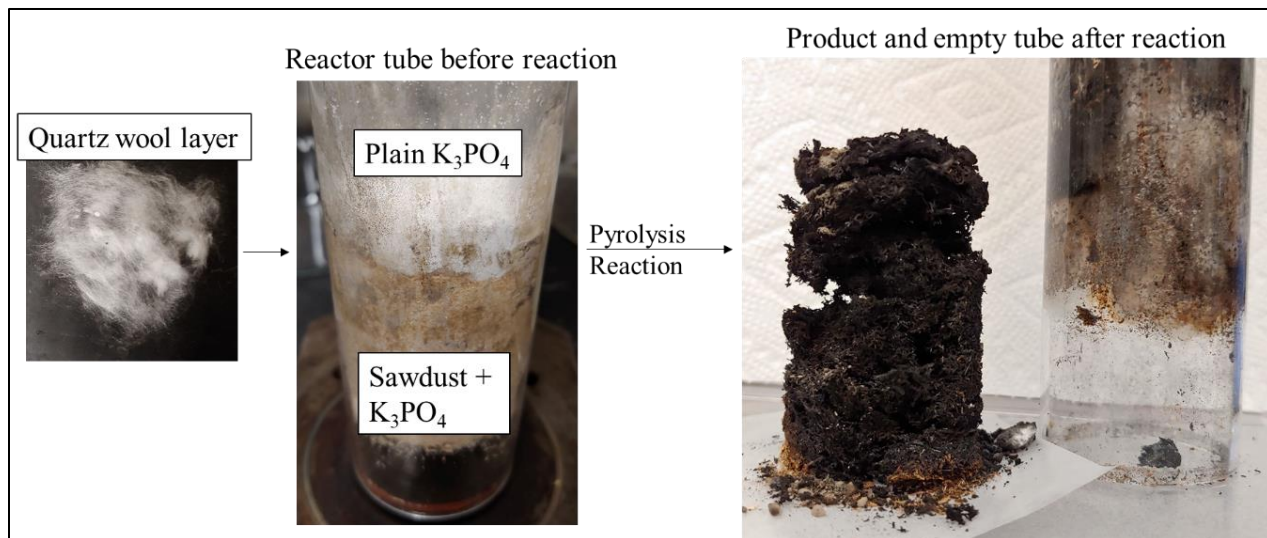 Quartz wool layer
Reactor tube before reaction
Plain K₃PO₄
Sawdust +
K₃PO₄
Pyrolysis
Reaction
Product and empty tube after reaction